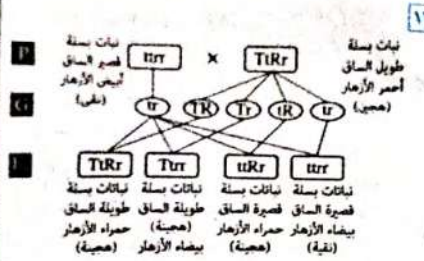 ١٢
نبات بسلة
طويل الساق
أحمر الأزهار
(هجين)
نبات بسلة
قصير الساق
أبيض الأزهار
(نقى)
P ttrr × TtRr
G tr TR Tr tR tr
TtRr Ttrr ttRr ttrr
نباتات بسلة
طويلة الساق
حمراء الأزهار
(هجينة)
نباتات بسلة
طويلة الساق
(هجينة)
بيضاء الأزهار
نباتات بسلة
قصيرة الساق
حمراء الأزهار
(هجينة)
نباتات بسلة
قصيرة الساق
بيضاء الأزهار
(نقية)